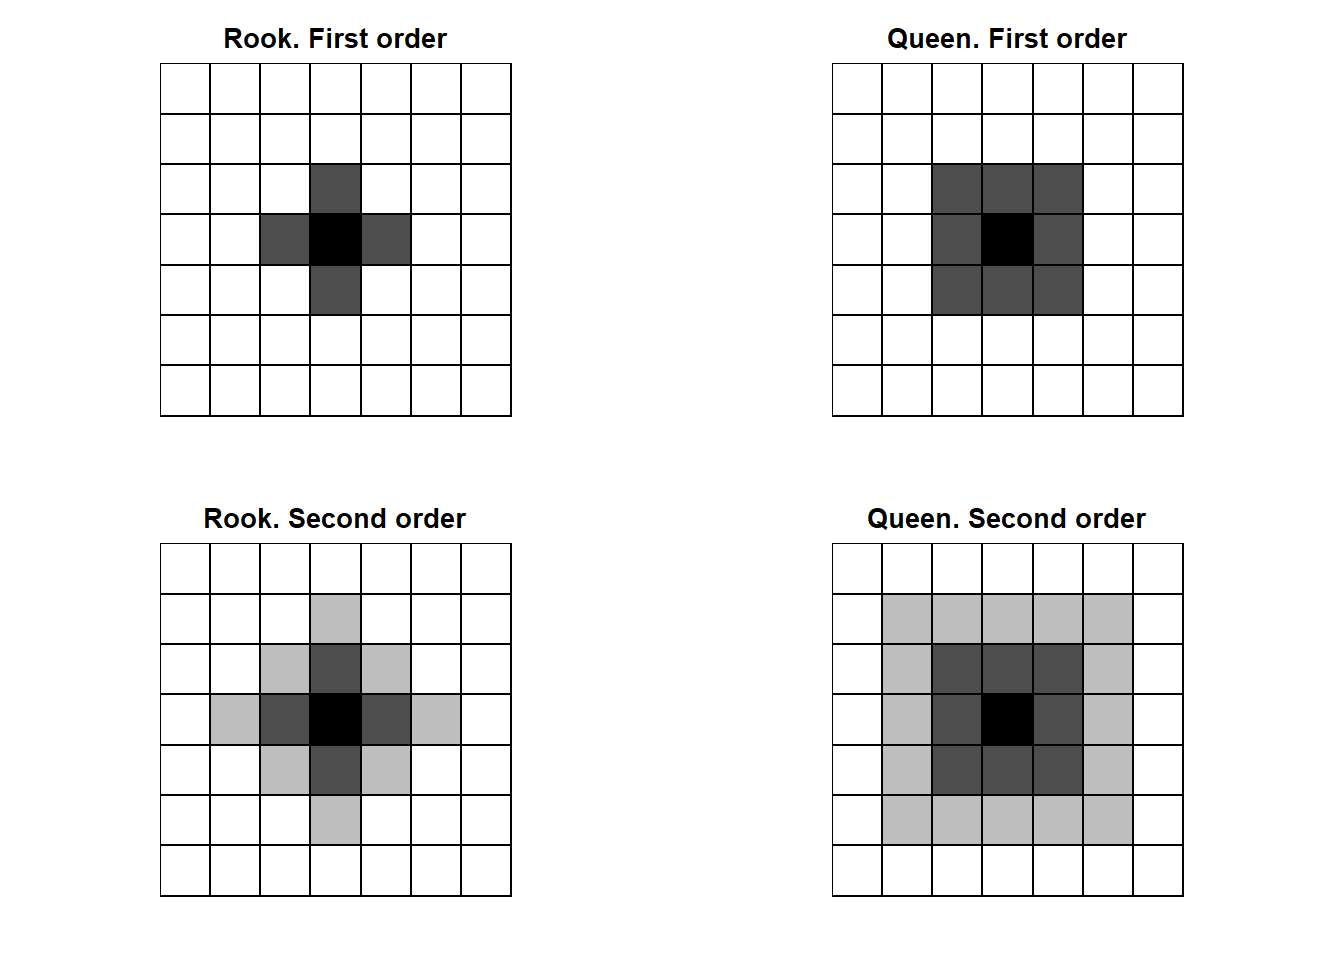 Rook. First order
Queen. First order
Rook. Second order
Queen. Second order